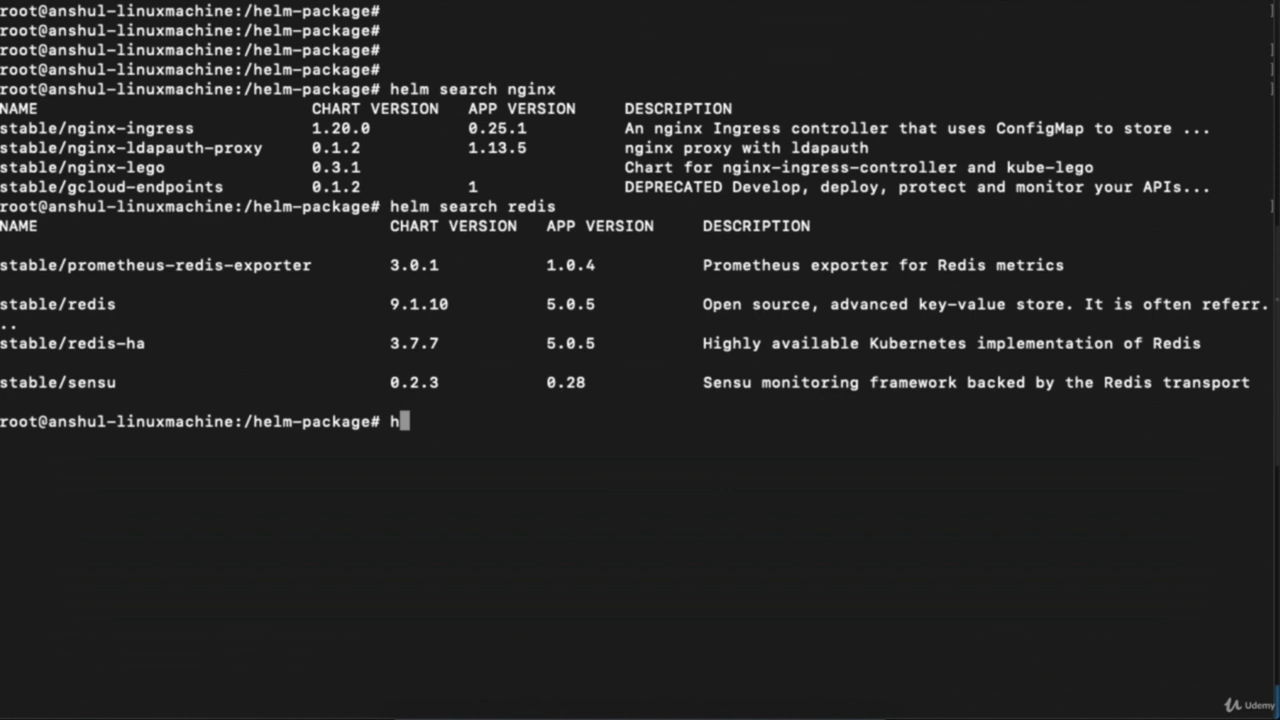 root@anshul-linuxmachine:/helm-package#
root@anshul-linuxmachine:/helm-package#
root@anshul-linuxmachine:/helm-package#
root@anshul-linuxmachine:/helm-package#
root@anshul-linuxmachine:/helm-package# helm search nginx
NAME CHART VERSION APP VERSION DESCRIPTION
stable/nginx-ingress 1.20.0 0.25.1 An nginx Ingress controller that uses ConfigMap to store ...
stable/nginx-ldapauth-proxy 0.1.2 1.13.5 nginx proxy with ldapauth
stable/nginx-lego 0.3.1 Chart for nginx-ingress-controller and kube-lego
stable/gcloud-endpoints 0.1.2 1 DEPRECATED Develop, deploy, protect and monitor your APIs...
root@anshul-linuxmachine:/helm-package# helm search redis
NAME CHART VERSION APP VERSION DESCRIPTION
stable/prometheus-redis-exporter 3.0.1 1.0.4 Prometheus exporter for Redis metrics
stable/redis 9.1.10 5.0.5 Open source, advanced key-value store. It is often referr.
..
stable/redis-ha 3.7.7 5.0.5 Highly available Kubernetes implementation of Redis
stable/sensu 0.2.3 0.28 Sensu monitoring framework backed by the Redis transport
root@anshul-linuxmachine:/helm-package# h
Udemy